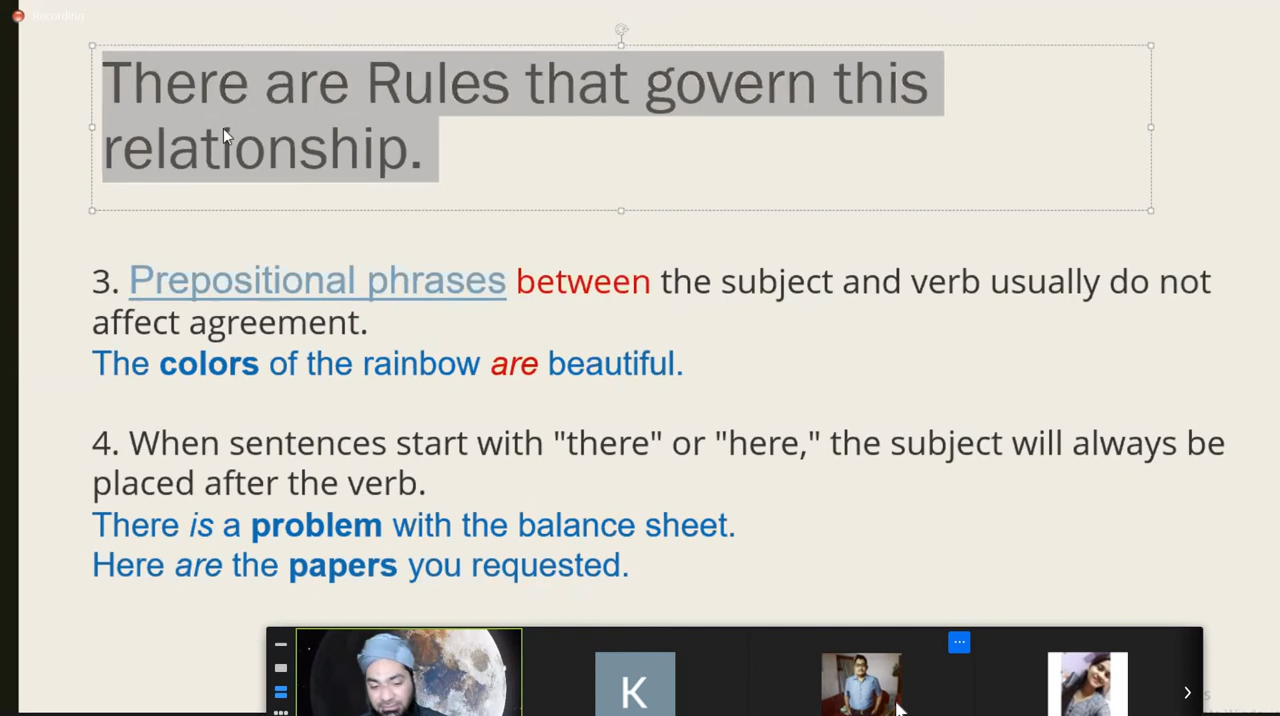 Recording
There are Rules that govern this
relationship.
3. Prepositional phrases between the subject and verb usually do not
affect agreement.
The colors of the rainbow are beautiful.
4. When sentences start with "there" or "here," the subject will always be
placed after the verb.
There is a problem with the balance sheet.
Here are the papers you requested.
K